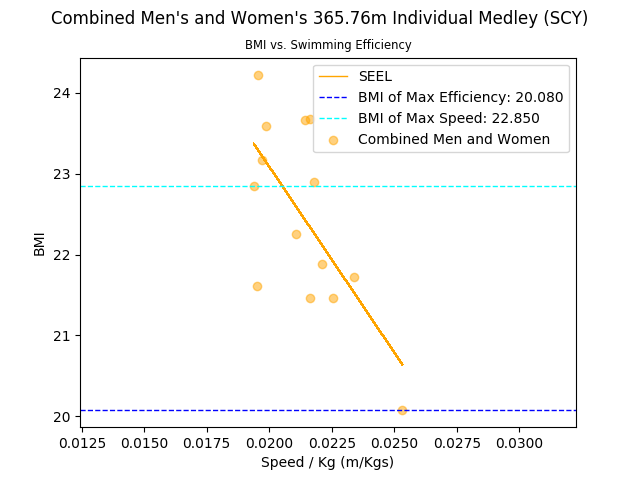 Combined Men's and Women's 365.76m Individual Medley (SCY)
BMI vs. Swimming Efficiency
SEEL
BMI of Max Efficiency: 20.080
BMI of Max Speed: 22.850
Combined Men and Women
BMI
24
23
22
21
20
0.0125 0.0150 0.0175 0.0200 0.0225 0.0250 0.0275 0.0300
Speed / Kg (m/Kgs)